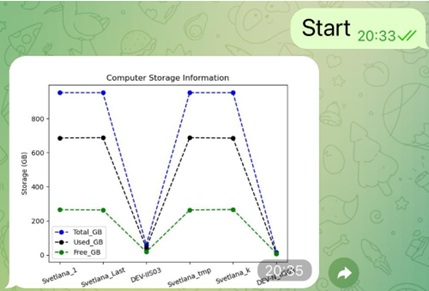 Start 20:33
Computer Storage Information
Storage (GB)
800
600
400
200
0
Total_GB
Used_GB
Free_GB
Svetlana_1
Svetlana_Last
DEV-IIS03
Svetlana_tmp
Svetlana_k
20:35